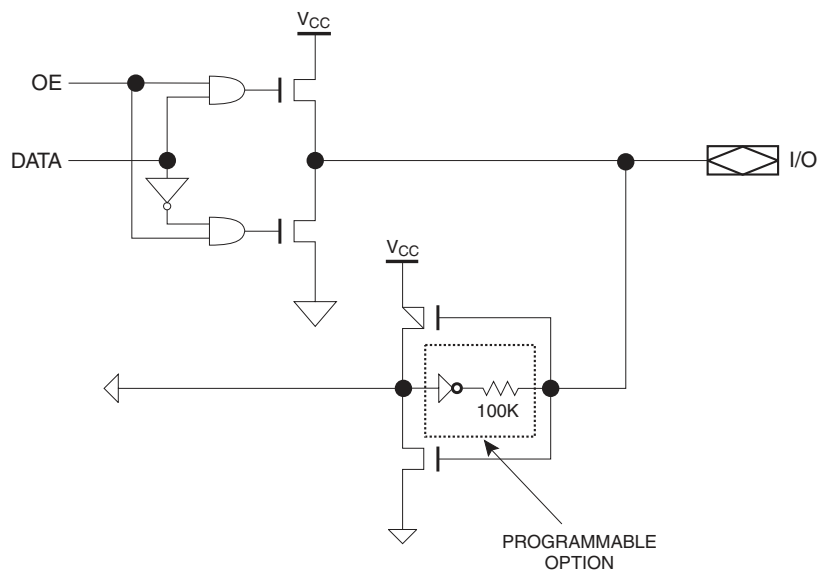 VCC
OE
DATA
I/O
VCC
100K
PROGRAMMABLE
OPTION